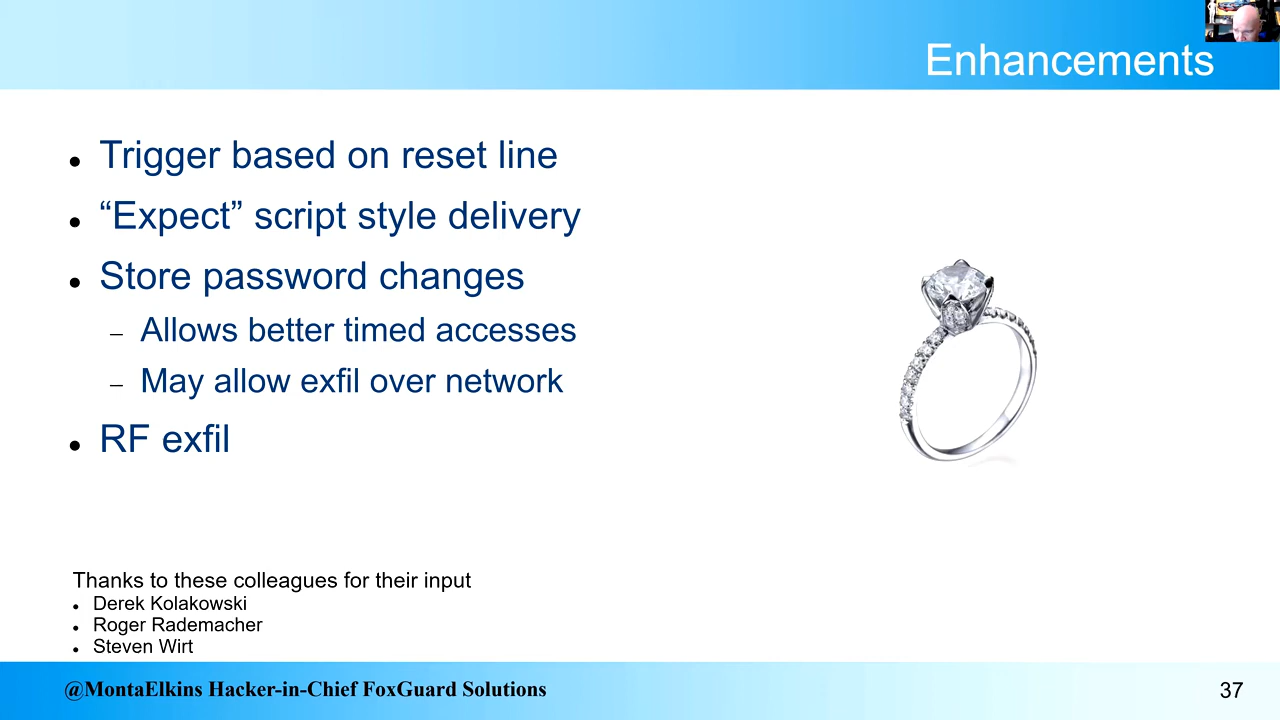 Enhancements
● Trigger based on reset line
● “Expect” script style delivery
● Store password changes
– Allows better timed accesses
– May allow exfil over network
● RF exfil
Thanks to these colleagues for their input
● Derek Kolakowski
● Roger Rademacher
● Steven Wirt
@MontaElkins Hacker-in-Chief FoxGuard Solutions
37